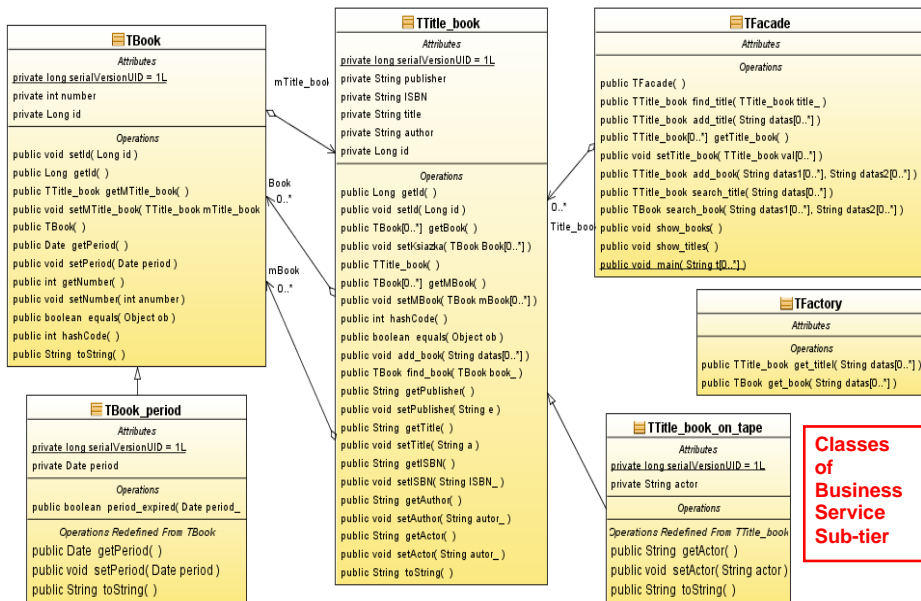 TBook
Attributes
private long serialVersionUID = 1L
private int number
private Long id
Operations
public void setId( Long id )
public Long getId( )
public TTitle_book getMTitle_book( )
public void setMTitle_book( TTitle_book mTitle_book
public TBook( )
public Date getPeriod( )
public void setPeriod( Date period )
public int getNumber( )
public void setNumber( int anumber )
public boolean equals( Object ob )
public int hashCode( )
public String toString( )
TBook_period
Attributes
private long serialVersionUID = 1L
private Date period
Operations
public boolean period_expired( Date period_
Operations Redefined From TBook
public Date getPeriod( )
public void setPeriod( Date period )
public String toString( )
mTitle_book
Book
0..*
mBook
0..*
TTitle_book
Attributes
private long serialVersionUID = 1L
private String publisher
private String ISBN
private String title
private String author
private Long id
Operations
public Long getId( )
public void setId( Long id )
public TBook[0..*] getBook( )
public void setKsiazka( TBook Book[0..*] )
public TTitle_book( )
public TBook[0..*] getMBook( )
public void setMBook( TBook mBook[0..*] )
public int hashCode( )
public boolean equals( Object ob )
public void add_book( String datas[0..*] )
public TBook find_book( TBook book_ )
public String getPublisher( )
public void setPublisher( String e )
public String getTitle( )
public void setTitle( String a )
public String getISBN( )
public void setISBN( String ISBN_ )
public String getAuthor( )
public void setAuthor( String autor_ )
public String getActor( )
public void setActor( String autor_ )
public String toString( )
0..*
Title_book
TFacade
Attributes
Operations
public TFacade( )
public TTitle_book find_title( TTitle_book title_ )
public TTitle_book add_title( String datas[0..*] )
public TTitle_book[0..*] getTitle_book( )
public void setTitle_book( TTitle_book val[0..*] )
public TTitle_book add_book( String datas1[0..*], String datas2[0..*] )
public TTitle_book search_title( String datas[0..*] )
public TBook search_book( String datas1[0..*], String datas2[0..*] )
public void show_books( )
public void show_titles( )
public void main( String t[0..*] )
TFactory
Attributes
Operations
public TTitle_book get_titlel( String datas[0..*] )
public TBook get_book( String datas[0..*] )
TTitle_book_on_tape
Attributes
private long serialVersionUID = 1L
private String actor
Operations
Operations Redefined From TTitle_book
public String getActor( )
public void setActor( String actor )
public String toString( )
Classes
of
Business
Service
Sub-tier